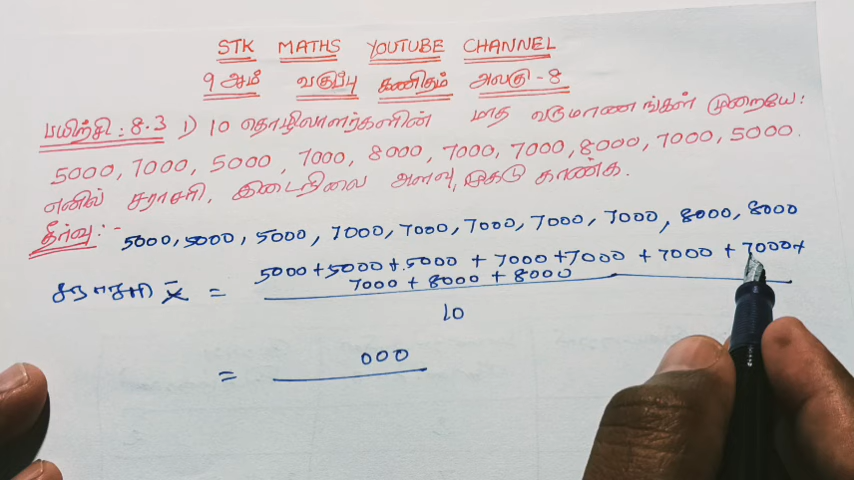 STK MATHS YOUTUBE CHANNEL
9 ஆம் வகுப்பு கணிதம் அலகு - 8
பயிற்சி : 8.3 1) 10 தொழிலாளர்களின் மாத வருமானங்கள் முறையே :
5000, 7000, 5000, 7000, 8000, 7000, 7000, 8000, 7000, 5000.
எனில் சராசரி, இடைநிலை அளவு, முகடு காண்க.
தீர்வு :- 5000, 5000, 5000, 7000, 7000, 7000, 7000, 7000, 8000, 8000
சராசரி x̄ = 5000 + 5000 + 5000 + 7000 + 7000 + 7000 + 7000 +
7000 + 8000 + 8000
10
= 000